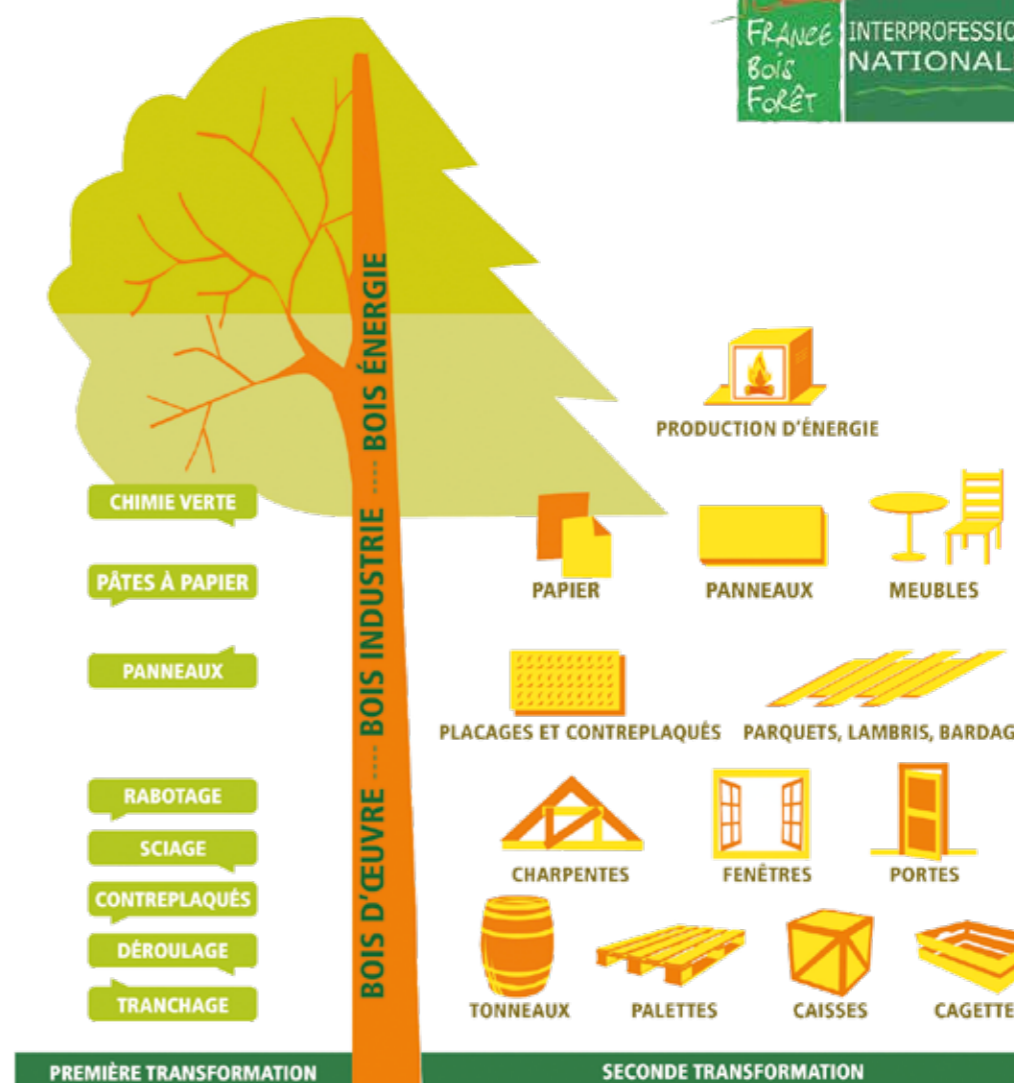 FRANCE
BOIS
FORÊT
INTERPROFESSIO
NATIONAL
BOIS D'ŒUVRE ---- BOIS INDUSTRIE ---- BOIS ÉNERGIE
PRODUCTION D'ÉNERGIE
CHIMIE VERTE
PÂTES À PAPIER
PANNEAUX
RABOTAGE
SCIAGE
CONTREPLAQUÉS
DÉROULAGE
TRANCHAGE
PAPIER
PANNEAUX
MEUBLES
PLACAGES ET CONTREPLAQUÉS
PARQUETS, LAMBRIS, BARDAG
CHARPENTES
FENÊTRES
PORTES
TONNEAUX
PALETTES
CAISSES
CAGETTE
PREMIÈRE TRANSFORMATION
SECONDE TRANSFORMATION